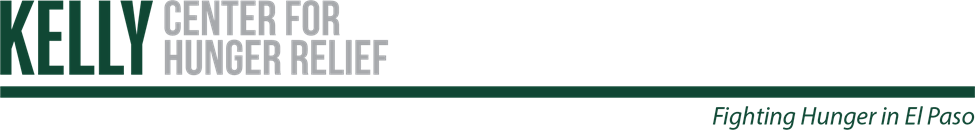 KELLY CENTER FOR
HUNGER RELIEF
Fighting Hunger in El Paso